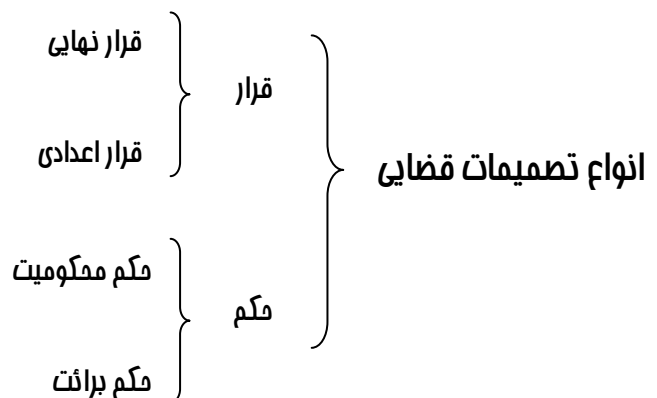 انواع تصمیمات قضایی
قرار
قرار نهایی
قرار اعدادی
حکم
حکم محکومیت
حکم برائت